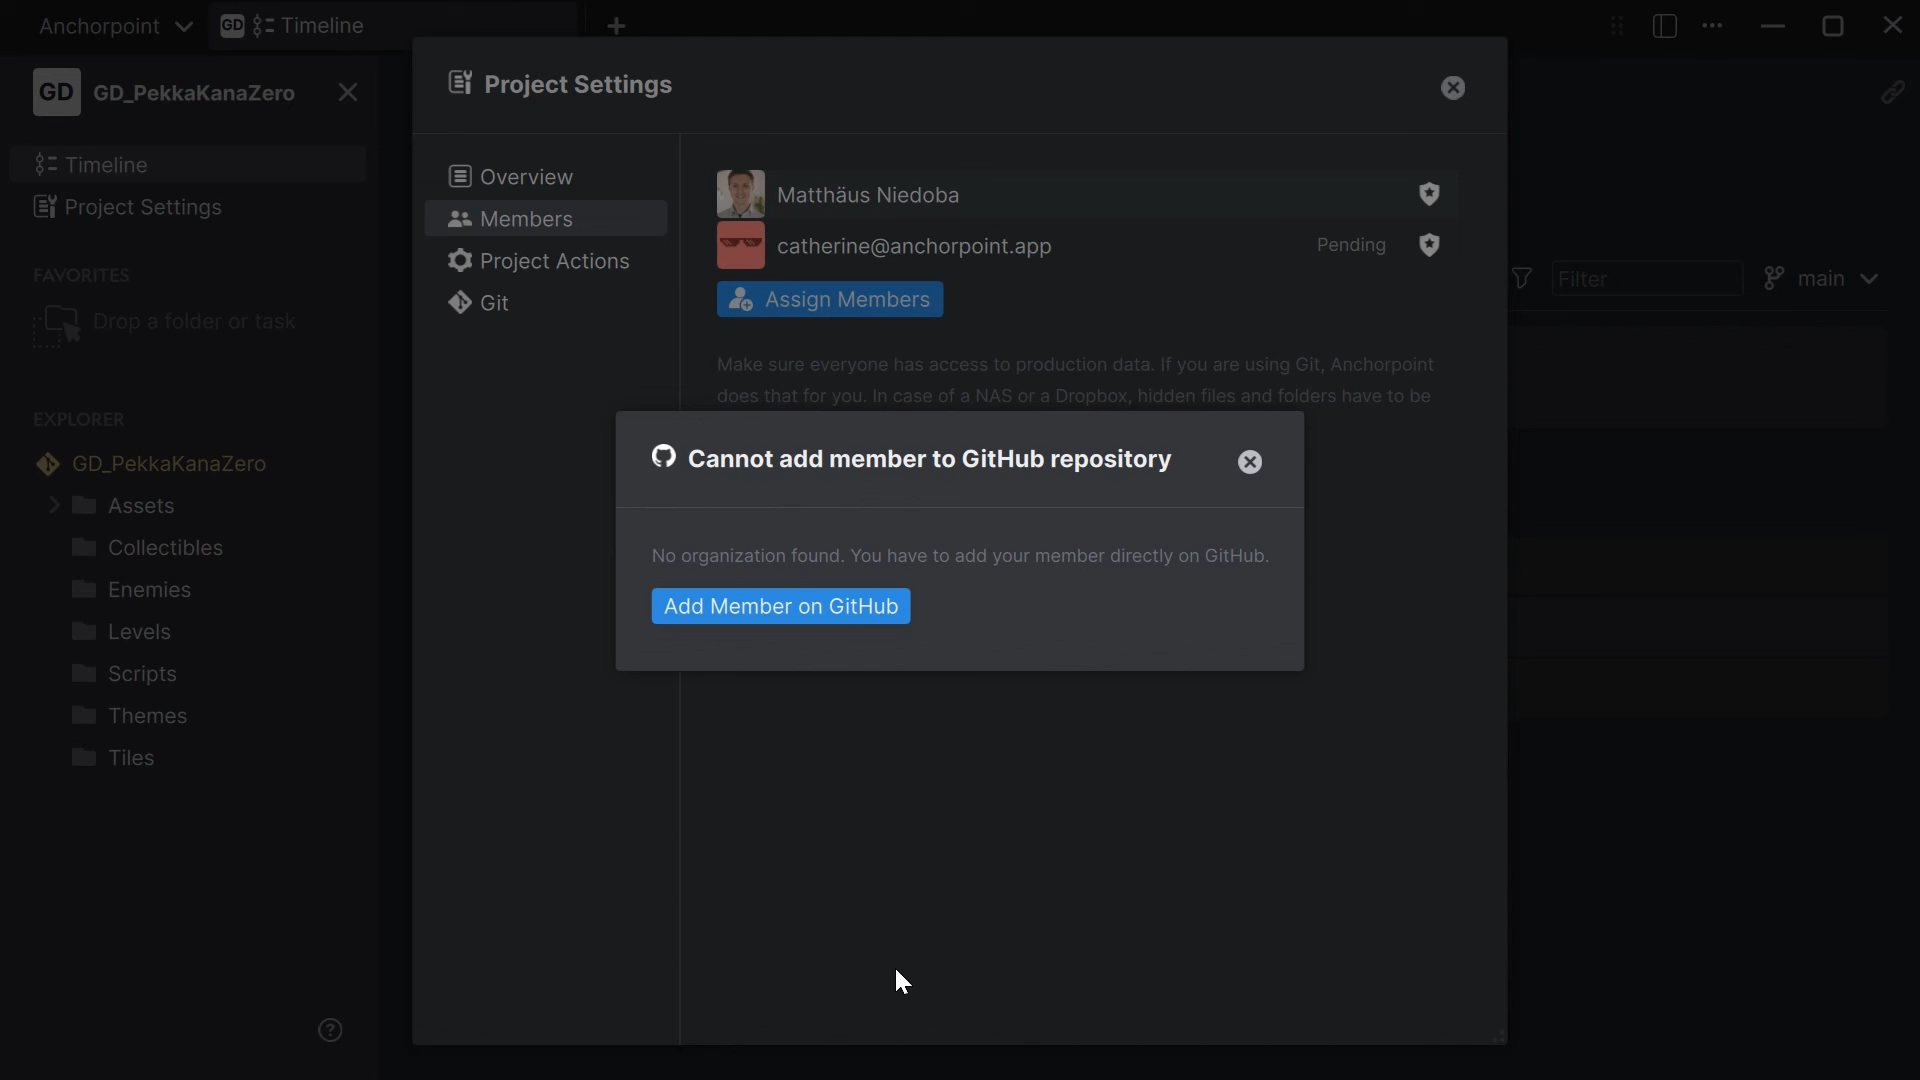 Anchorpoint
GD Timeline
GD GD_PekkaKanaZero
Timeline
Project Settings
FAVORITES
Drop a folder or task
EXPLORER
GD_PekkaKanaZero
Assets
Collectibles
Enemies
Levels
Scripts
Themes
Tiles
Project Settings
Overview
Members
Project Actions
Git
Matthäus Niedoba
catherine@anchorpoint.app Pending
Assign Members
Make sure everyone has access to production data. If you are using Git, Anchorpoint
does that for you. In case of a NAS or a Dropbox, hidden files and folders have to be
Cannot add member to GitHub repository
No organization found. You have to add your member directly on GitHub.
Add Member on GitHub
Filter
main